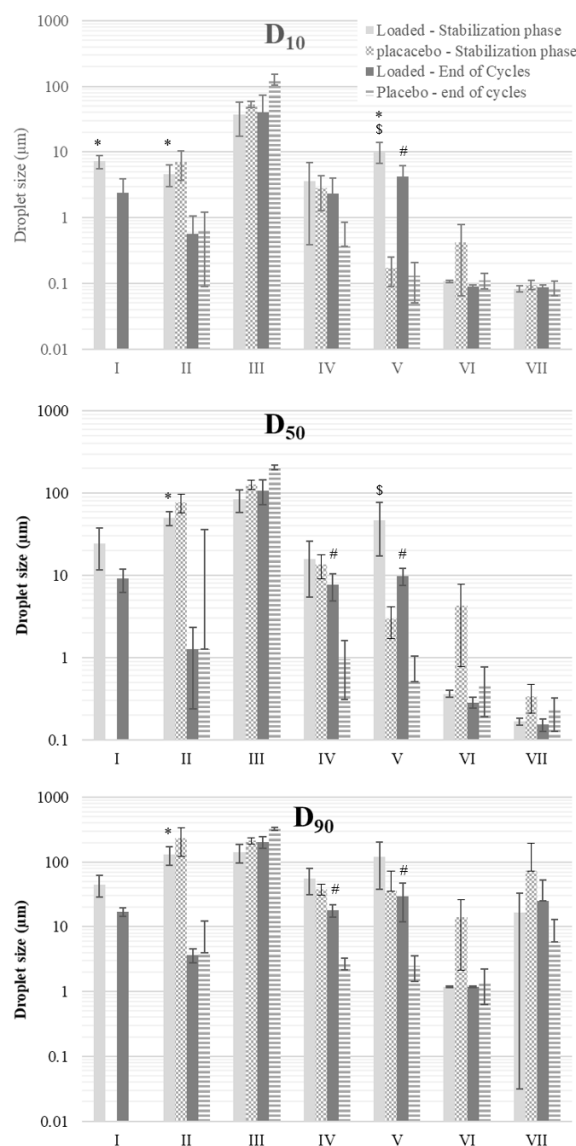 D10
Loaded - Stabilization phase
placacebo - Stabilization phase
Loaded - End of Cycles
Placebo - end of cycles
Droplet size (µm)
1000
100
10
1
0.1
0.01
* * * $ #
I II III IV V VI VII
D50
Droplet size (µm)
1000
100
10
1
0.1
* # $ #
I II III IV V VI VII
D90
Droplet size (µm)
1000
100
10
1
0.1
0.01
* # #
I II III IV V VI VII